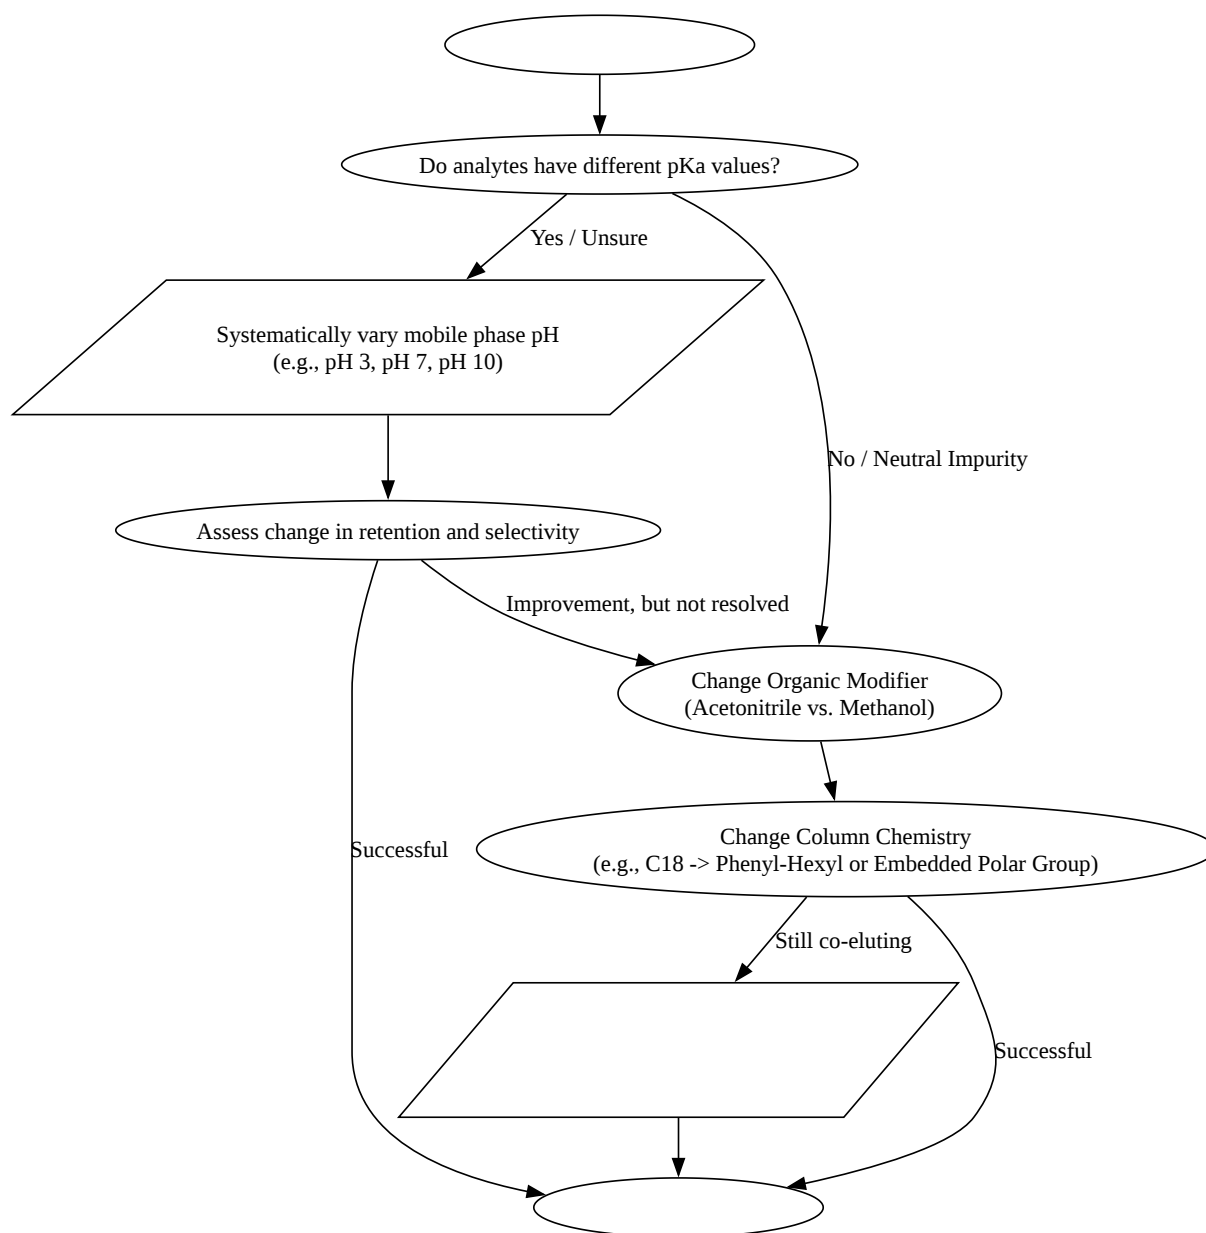 Do analytes have different pKa values?
Yes / Unsure
Systematically vary mobile phase pH
(e.g., pH 3, pH 7, pH 10)
No / Neutral Impurity
Assess change in retention and selectivity
Improvement, but not resolved
Change Organic Modifier
(Acetonitrile vs. Methanol)
Successful
Change Column Chemistry
(e.g., C18 -> Phenyl-Hexyl or Embedded Polar Group)
Still co-eluting
Successful